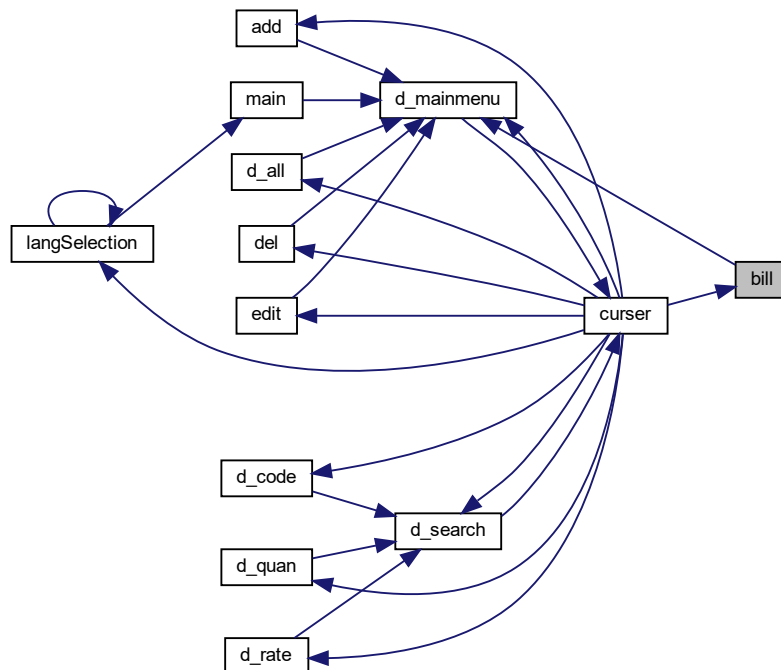 add
main
d_mainmenu
d_all
langSelection
del
bill
edit
curser
d_code
d_search
d_quan
d_rate